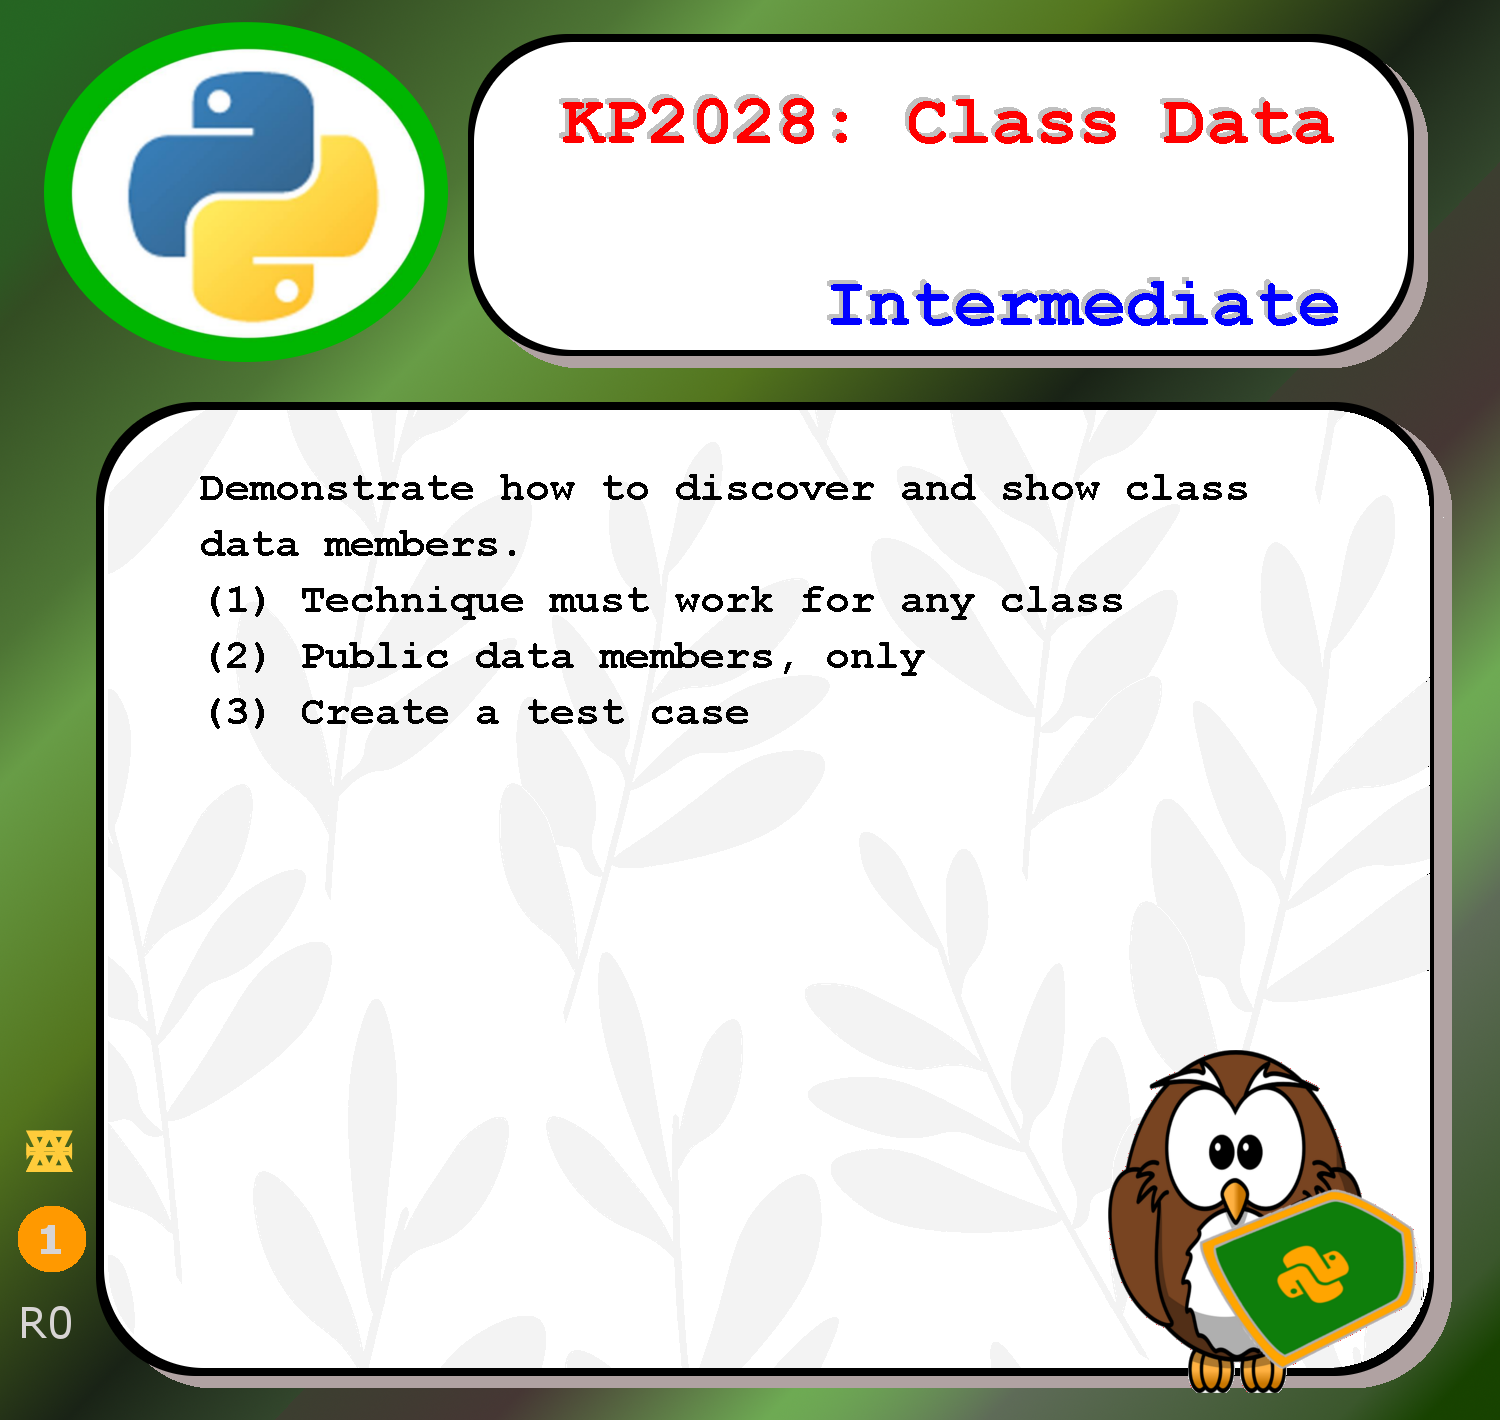 KP2028: Class Data
Intermediate
Demonstrate how to discover and show class
data members.
(1) Technique must work for any class
(2) Public data members, only
(3) Create a test case
1
R0